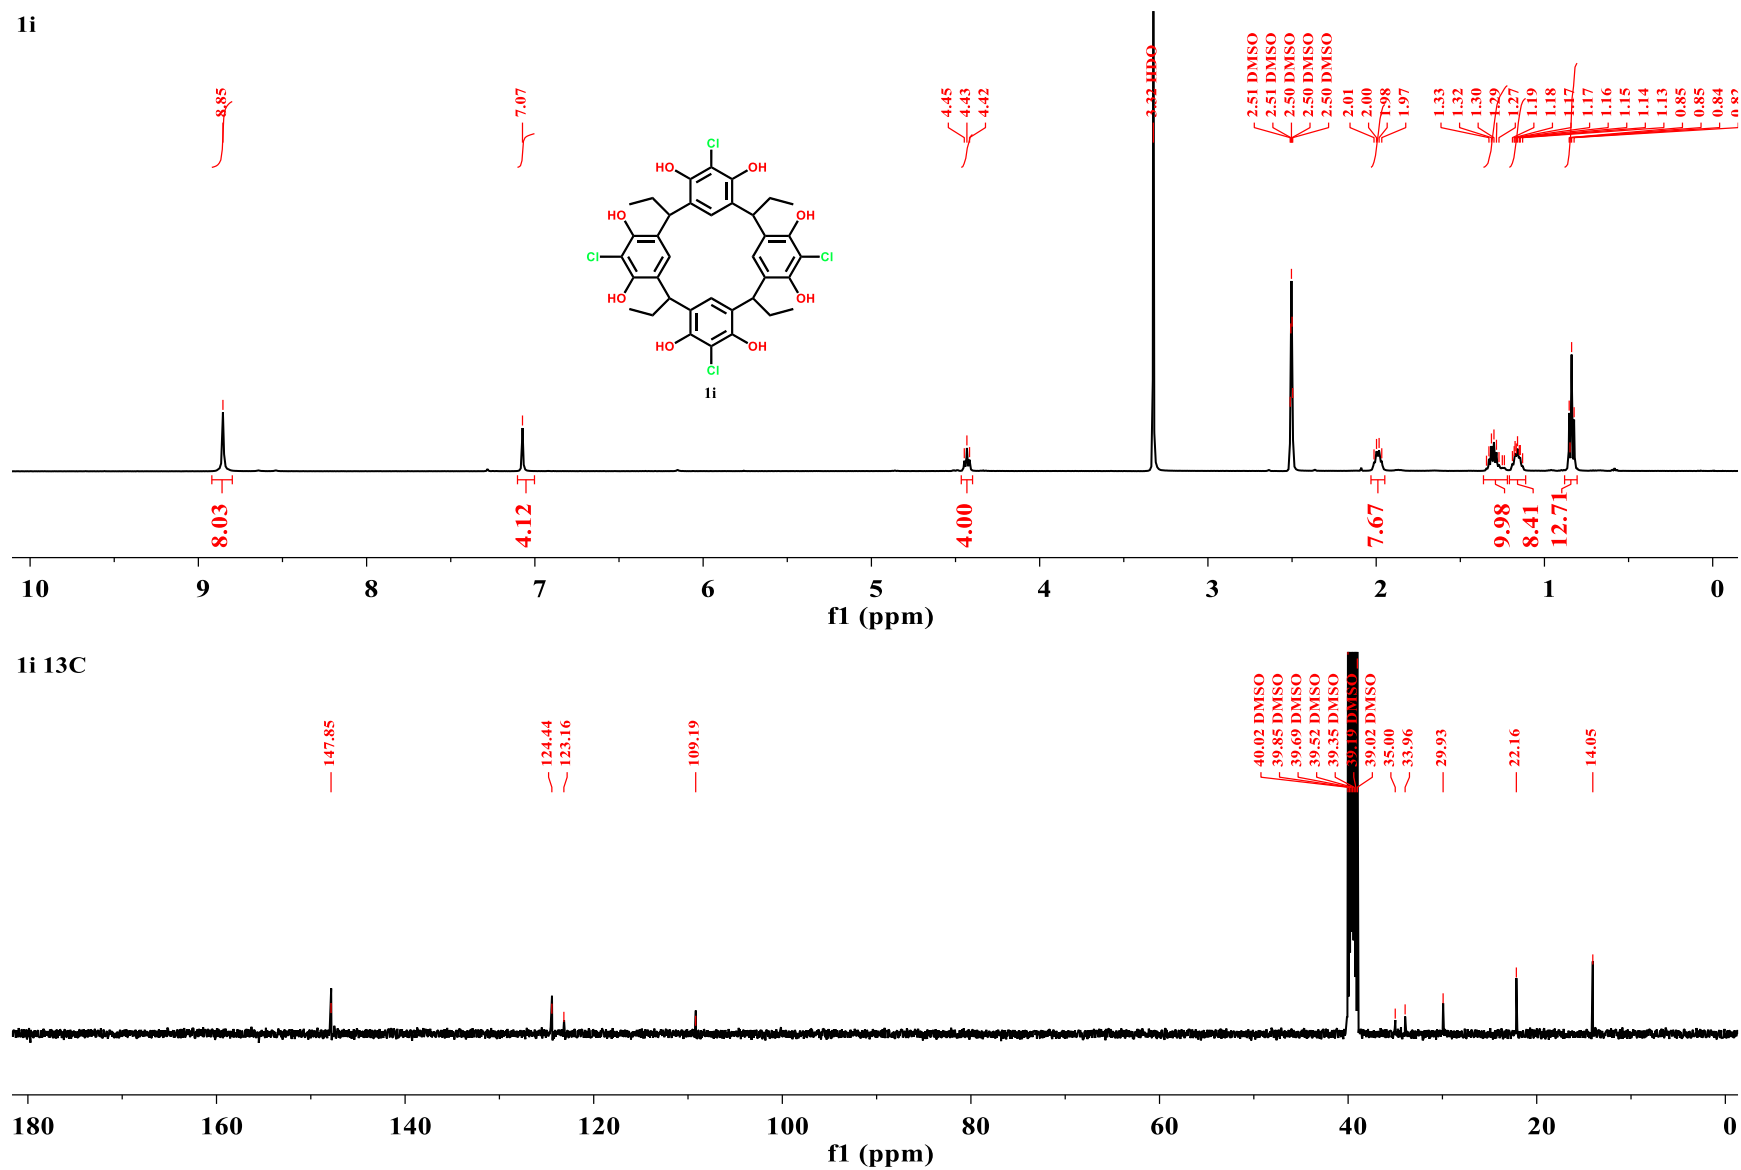 1i
8.85
7.07
4.45
4.43
4.42
3.32 HDO
2.51 DMSO
2.51 DMSO
2.50 DMSO
2.50 DMSO
2.50 DMSO
2.01
2.00
1.98
1.97
1.33
1.32
1.30
1.29
1.27
1.19
1.18
1.17
1.17
1.16
1.15
1.14
1.13
0.85
0.85
0.84
Cl
HO
OH
HO
OH
Cl
Cl
HO
OH
HO
OH
Cl
1i
8.03
4.12
4.00
7.67
9.98
8.41
12.71
10 9 8 7 6 5 4 3 2 1 0
f1 (ppm)
1i 13C
147.85
124.44
123.16
109.19
40.02 DMSO
39.85 DMSO
39.69 DMSO
39.52 DMSO
39.35 DMSO
39.19 DMSO
39.02 DMSO
35.00
33.96
29.93
22.16
14.05
180 160 140 120 100 80 60 40 20 0
f1 (ppm)